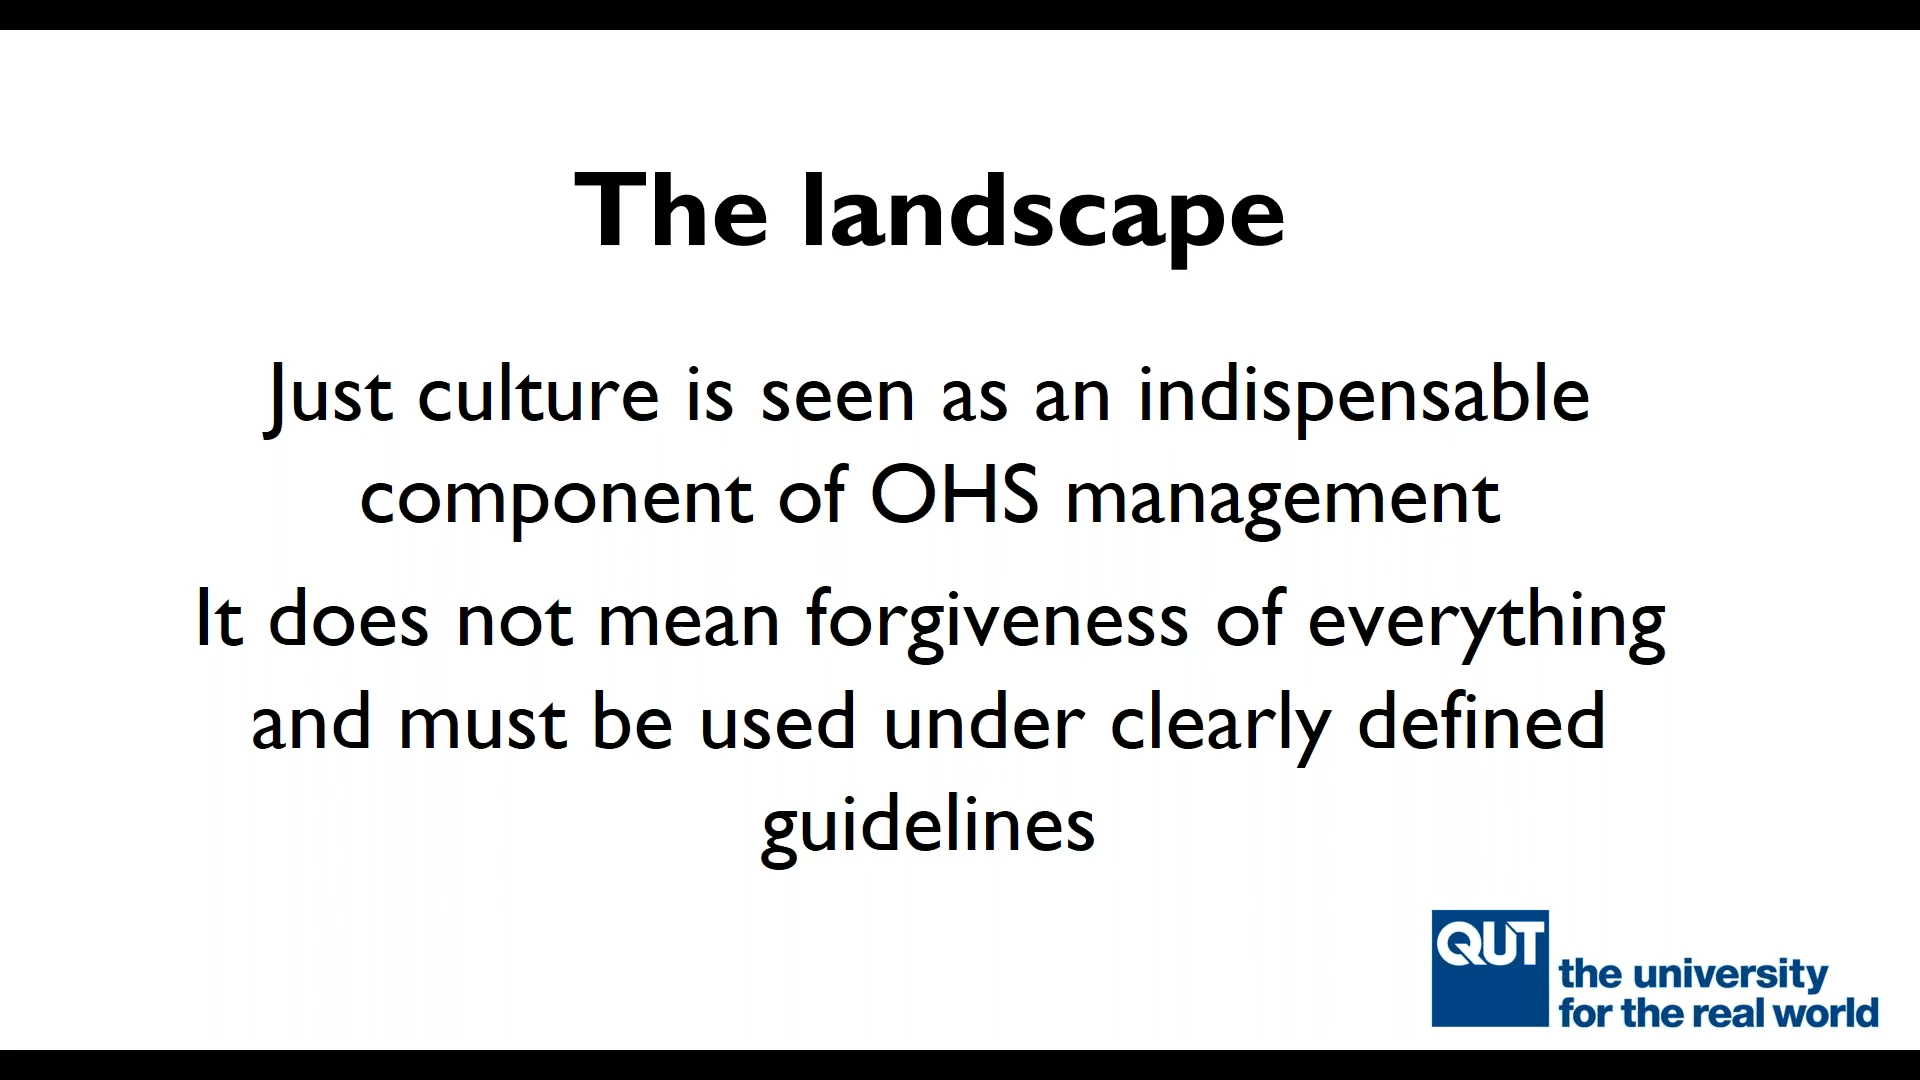 The landscape
Just culture is seen as an indispensable
component of OHS management
It does not mean forgiveness of everything
and must be used under clearly defined
guidelines
QUT
the university
for the real world